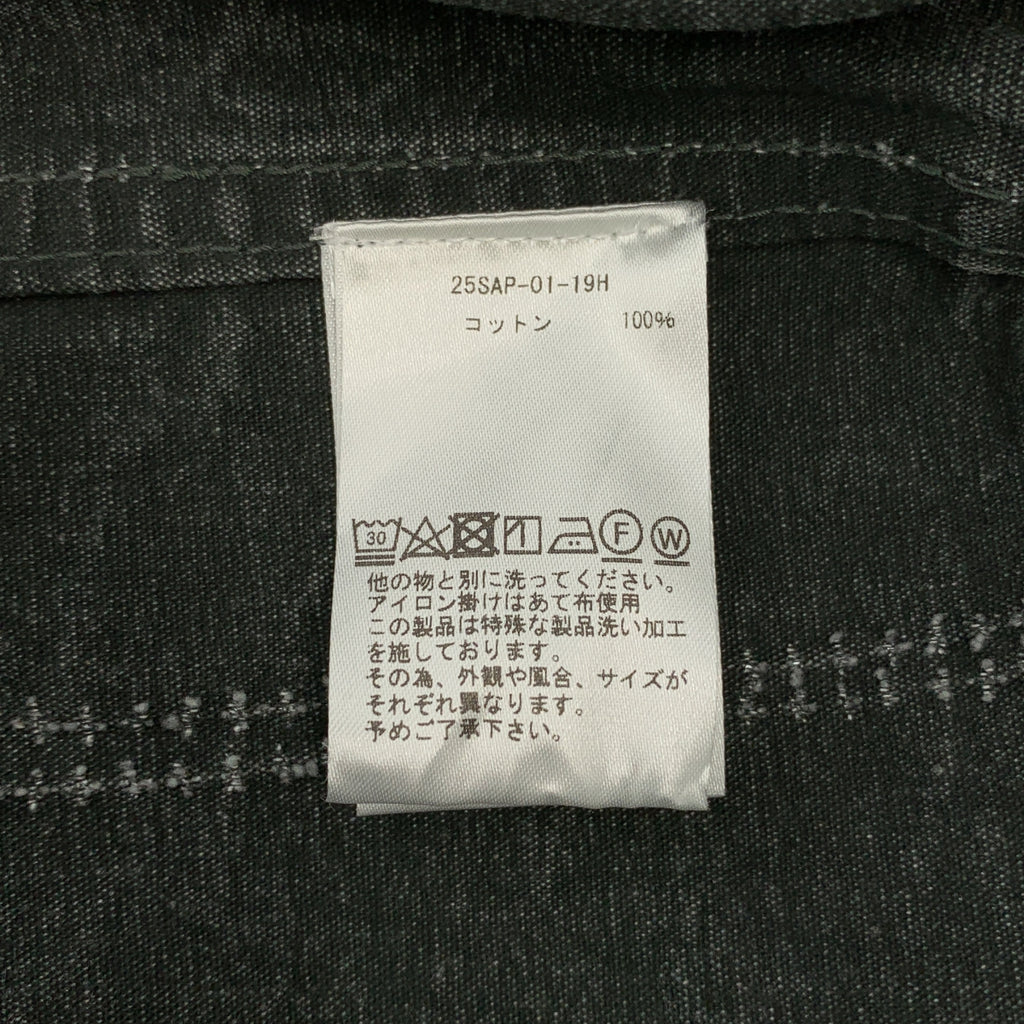 25SAP-01-19H
コットン 100%
30 F W
他の物と別に洗ってください。
アイロン掛けはあて布使用
この製品は特殊な製品洗い加工
を施しております。
その為、外観や風合、サイズが
それぞれ異なります。
予めご了承下さい。